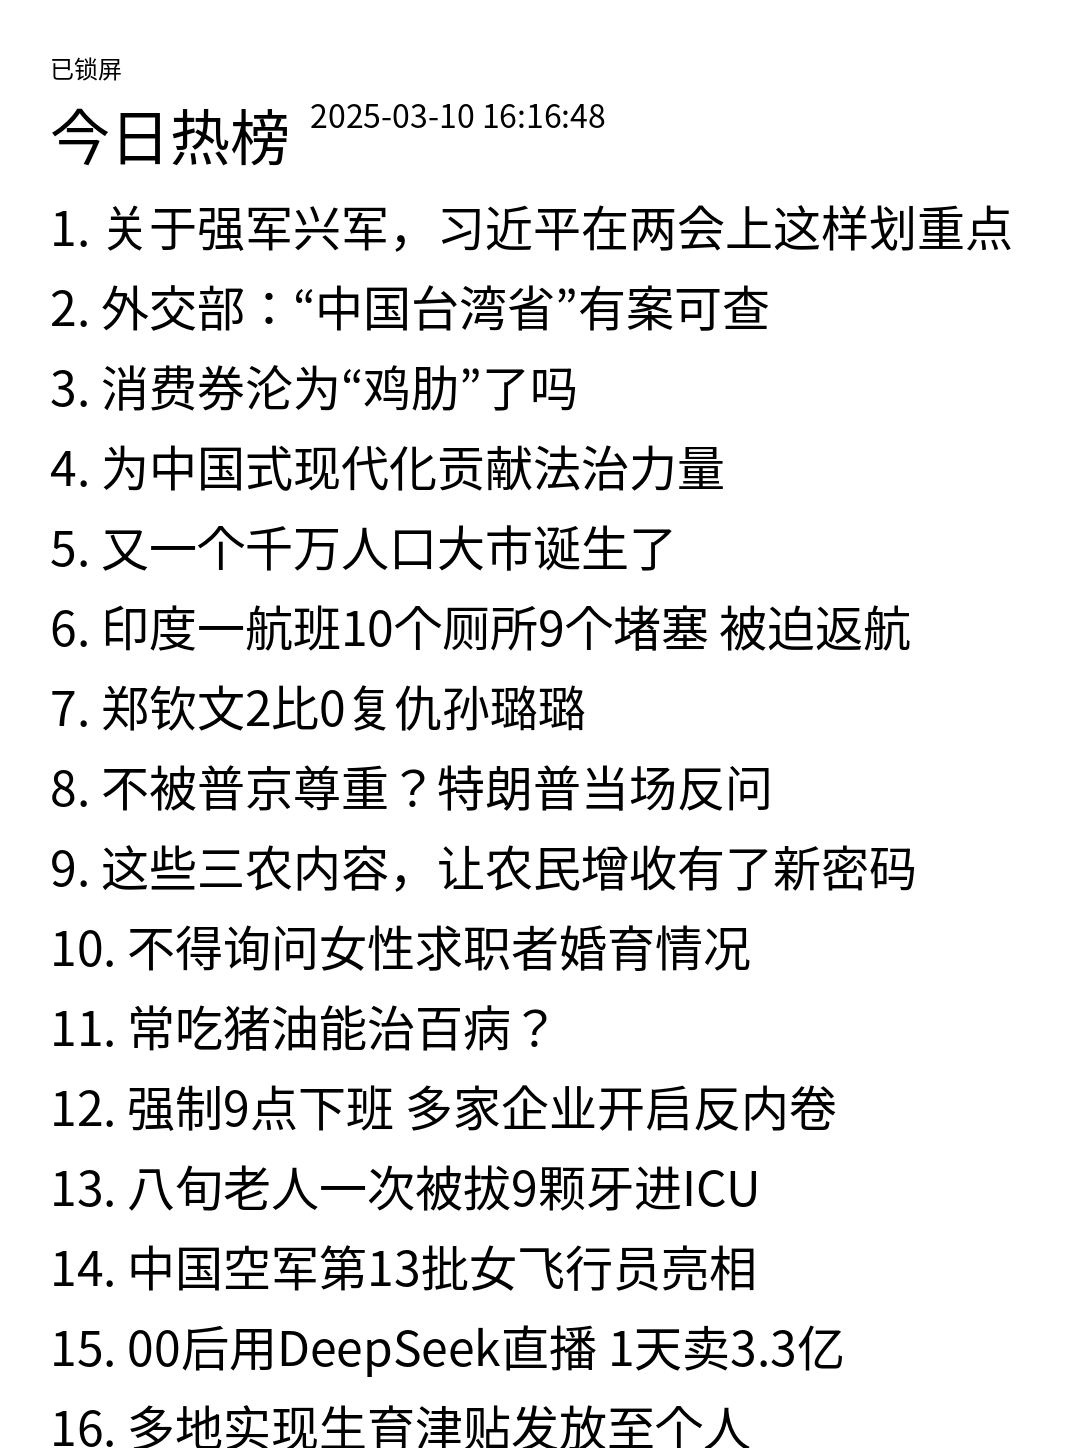 已锁屏
今日热榜 2025-03-10 16:16:48
1. 关于强军兴军，习近平在两会上这样划重点
2. 外交部：“中国台湾省”有案可查
3. 消费券沦为“鸡肋”了吗
4. 为中国式现代化贡献法治力量
5. 又一个千万人口大市诞生了
6. 印度一航班10个厕所9个堵塞 被迫返航
7. 郑钦文2比0复仇孙璐璐
8. 不被普京尊重？特朗普当场反问
9. 这些三农内容，让农民增收有了新密码
10. 不得询问女性求职者婚育情况
11. 常吃猪油能治百病？
12. 强制9点下班 多家企业开启反内卷
13. 八旬老人一次被拔9颗牙进ICU
14. 中国空军第13批女飞行员亮相
15. 00后用DeepSeek直播 1天卖3.3亿
16. 多地实现生育津贴发放至个人